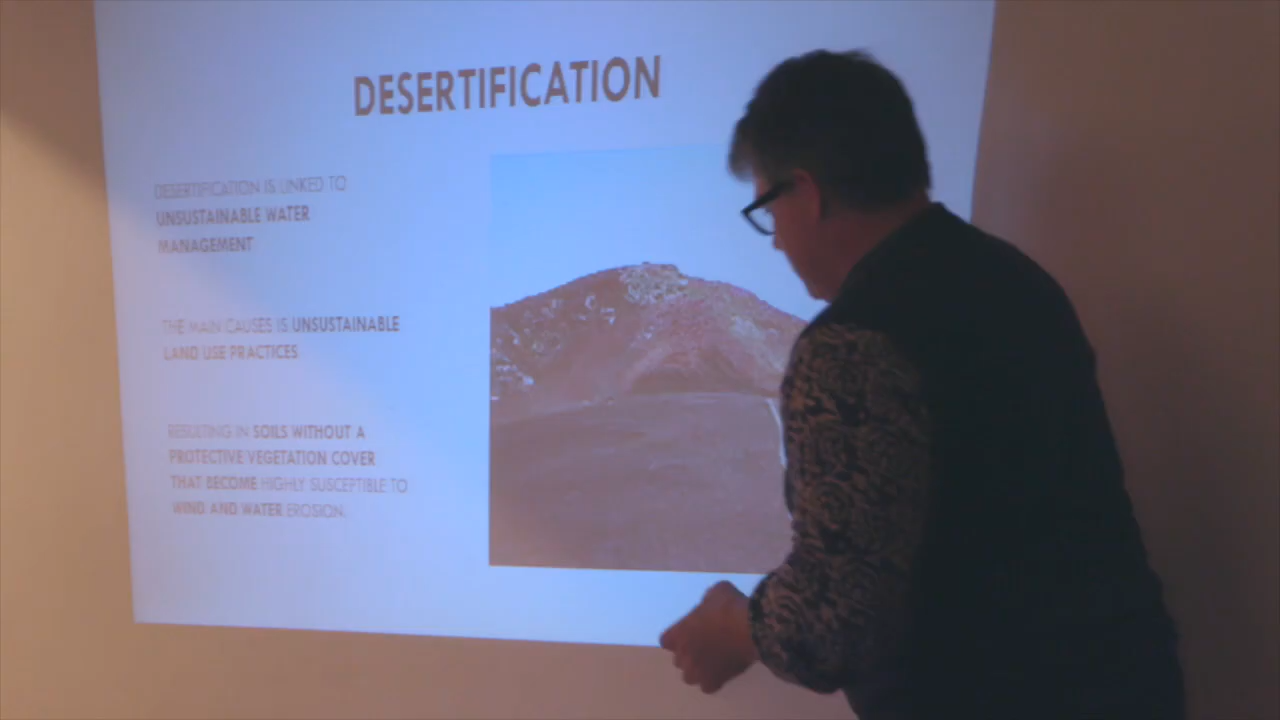 DESERTIFICATION
DESERTIFICATION IS LINKED TO
UNSUSTAINABLE WATER
MANAGEMENT
THE MAIN CAUSES IS UNSUSTAINABLE
LAND USE PRACTICES
RESULTING IN SOILS WITHOUT A
PROTECTIVE VEGETATION COVER
THAT BECOME HIGHLY SUSCEPTIBLE TO
WIND AND WATER EROSION.